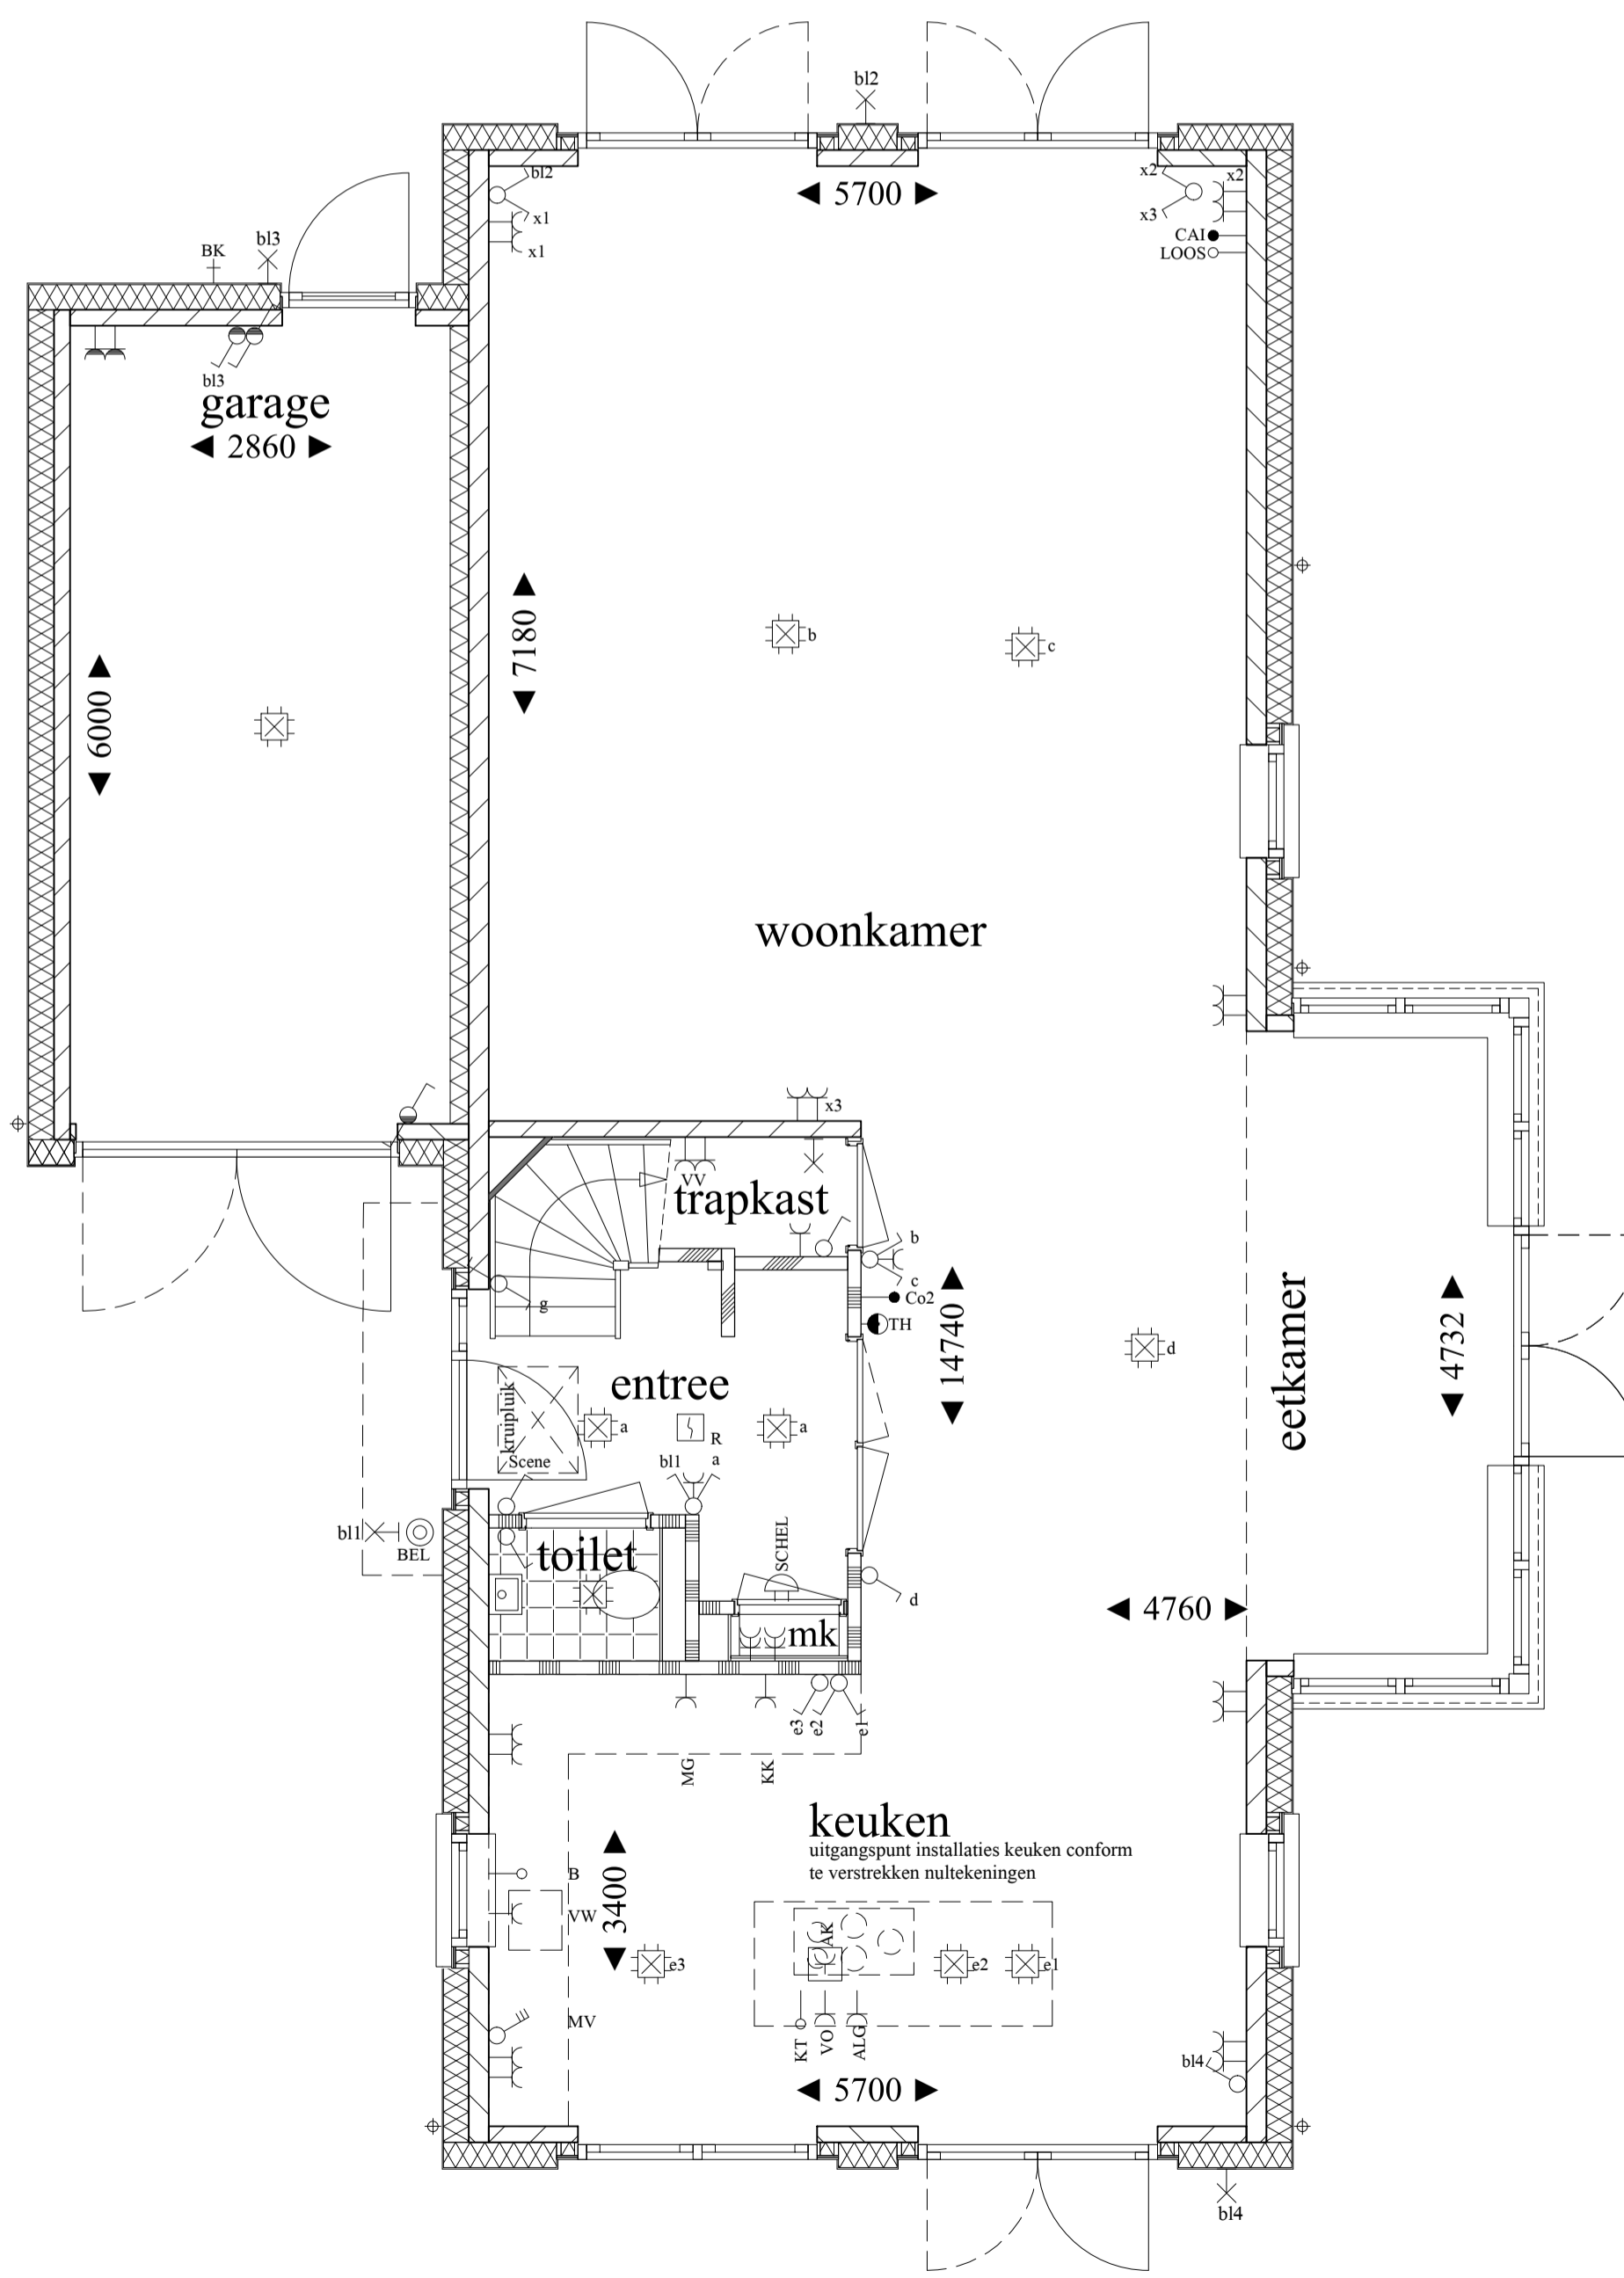 bl2
bl2
x1
x1
◄ 5700 ►
x2
x2
x3
CAI
LOOS
BK
bl3
bl3
garage
◄ 2860 ►
◄ 6000 ►
◄ 7180 ►
b
c
woonkamer
x3
VV
trapkast
b
c
Co2
TH
g
◄ 14740 ►
d
eetkamer
◄ 4732 ►
entree
kruipluik
a
R
a
Scene
bl1
a
bl1
BEL
toilet
SCHEL
d
mk
◄ 4760 ►
e3
e2
e1
MG
KK
keuken
uitgangspunt installaties keuken conform
te verstrekken nultekeningen
B
VW
◄ 3400 ►
AK
e3
e2
e1
MV
KT
VO
ALG
bl4
◄ 5700 ►
bl4